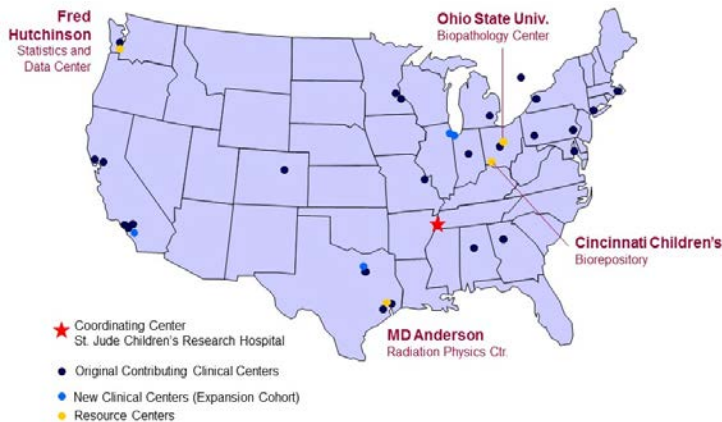 Fred
Hutchinson
Statistics and
Data Center
Ohio State Univ.
Biopathology Center
Cincinnati Children's
Biorepository
MD Anderson
Radiation Physics Ctr.
Coordinating Center
St. Jude Children's Research Hospital
Original Contributing Clinical Centers
New Clinical Centers (Expansion Cohort)
Resource Centers